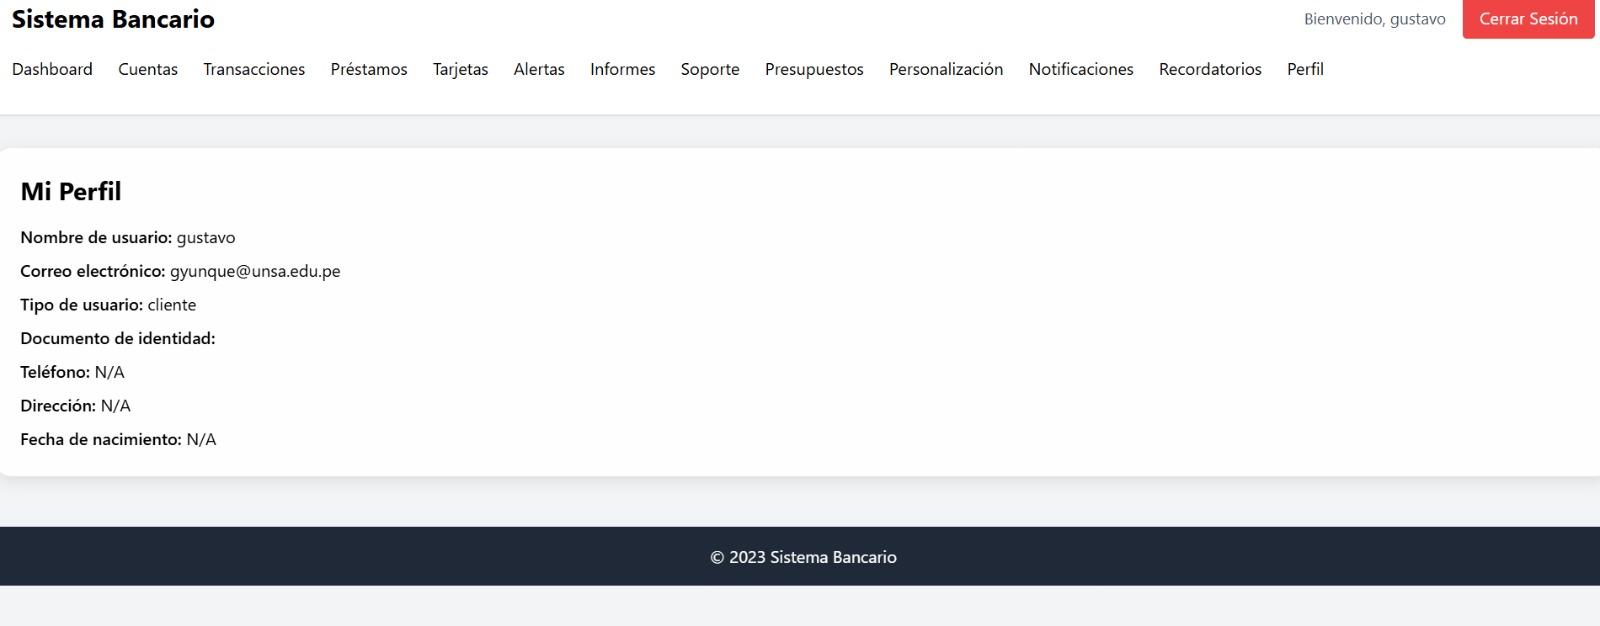 Sistema Bancario
Bienvenido, gustavo
Cerrar Sesión
Dashboard Cuentas Transacciones Préstamos Tarjetas Alertas Informes Soporte Presupuestos Personalización Notificaciones Recordatorios Perfil
Mi Perfil
Nombre de usuario: gustavo
Correo electrónico: gyunque@unsa.edu.pe
Tipo de usuario: cliente
Documento de identidad:
Teléfono: N/A
Dirección: N/A
Fecha de nacimiento: N/A
© 2023 Sistema Bancario